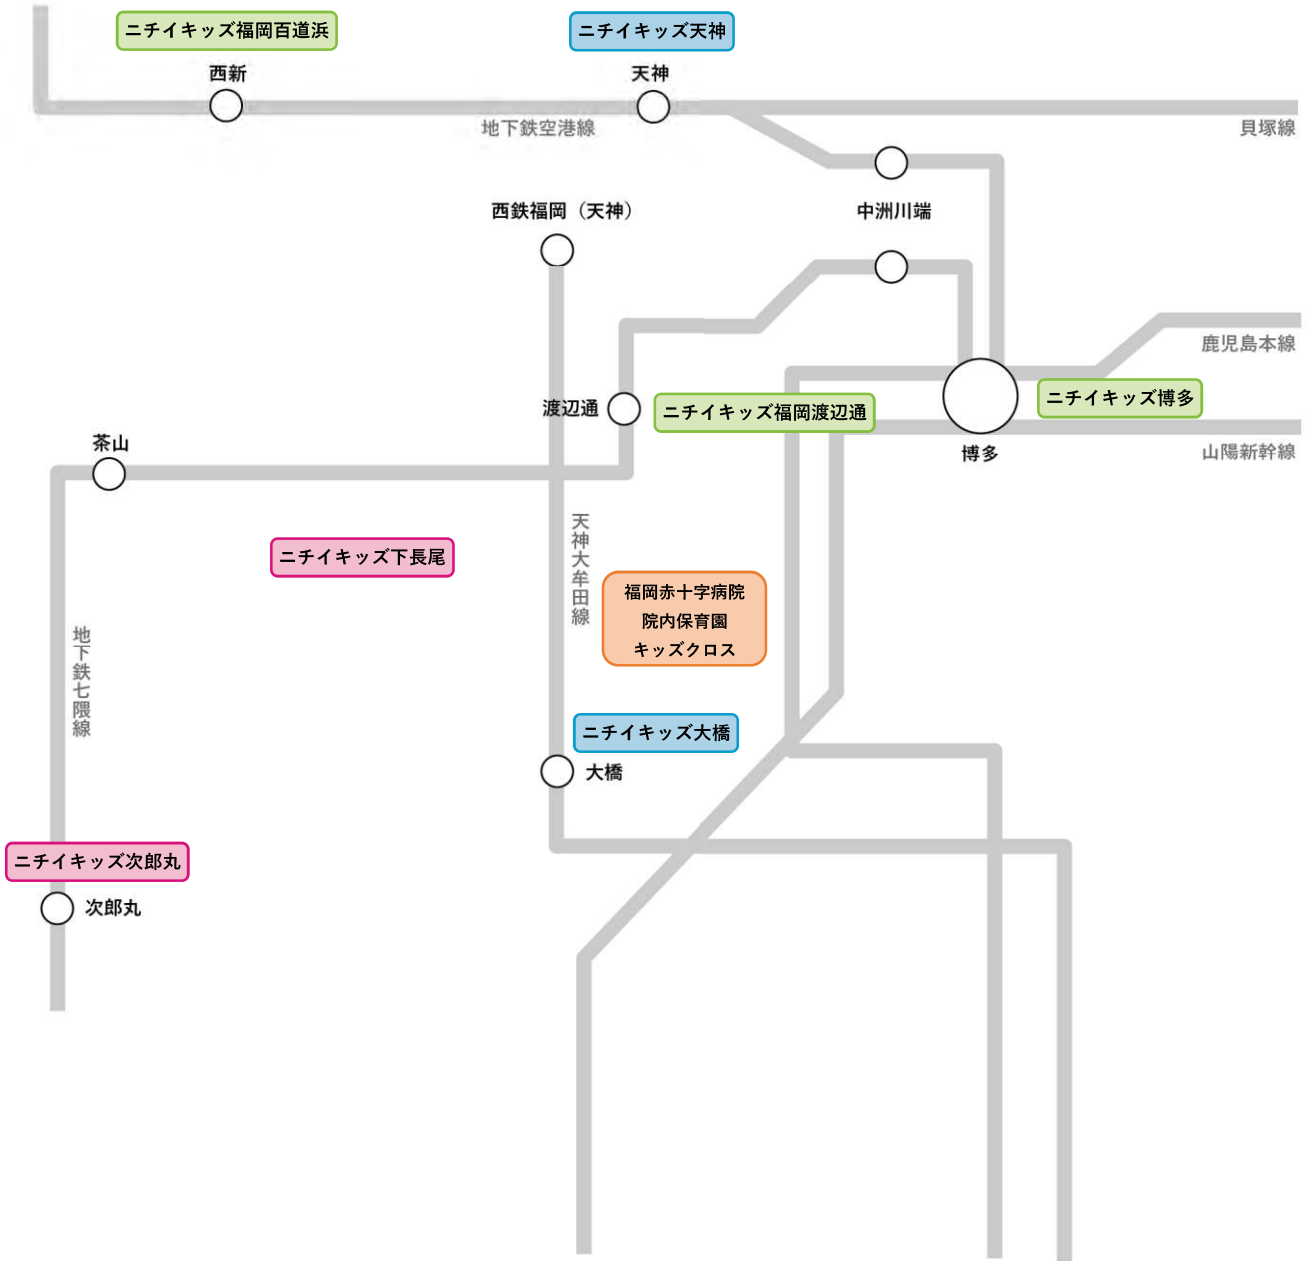 ニチイキッズ福岡百道浜
ニチイキッズ天神
西新
天神
地下鉄空港線
貝塚線
西鉄福岡（天神）
中洲川端
鹿児島本線
渡辺通
ニチイキッズ福岡渡辺通
ニチイキッズ博多
茶山
博多
山陽新幹線
天神大牟田線
ニチイキッズ下長尾
福岡赤十字病院
院内保育園
キッズクロス
地下鉄七隈線
ニチイキッズ大橋
大橋
ニチイキッズ次郎丸
次郎丸